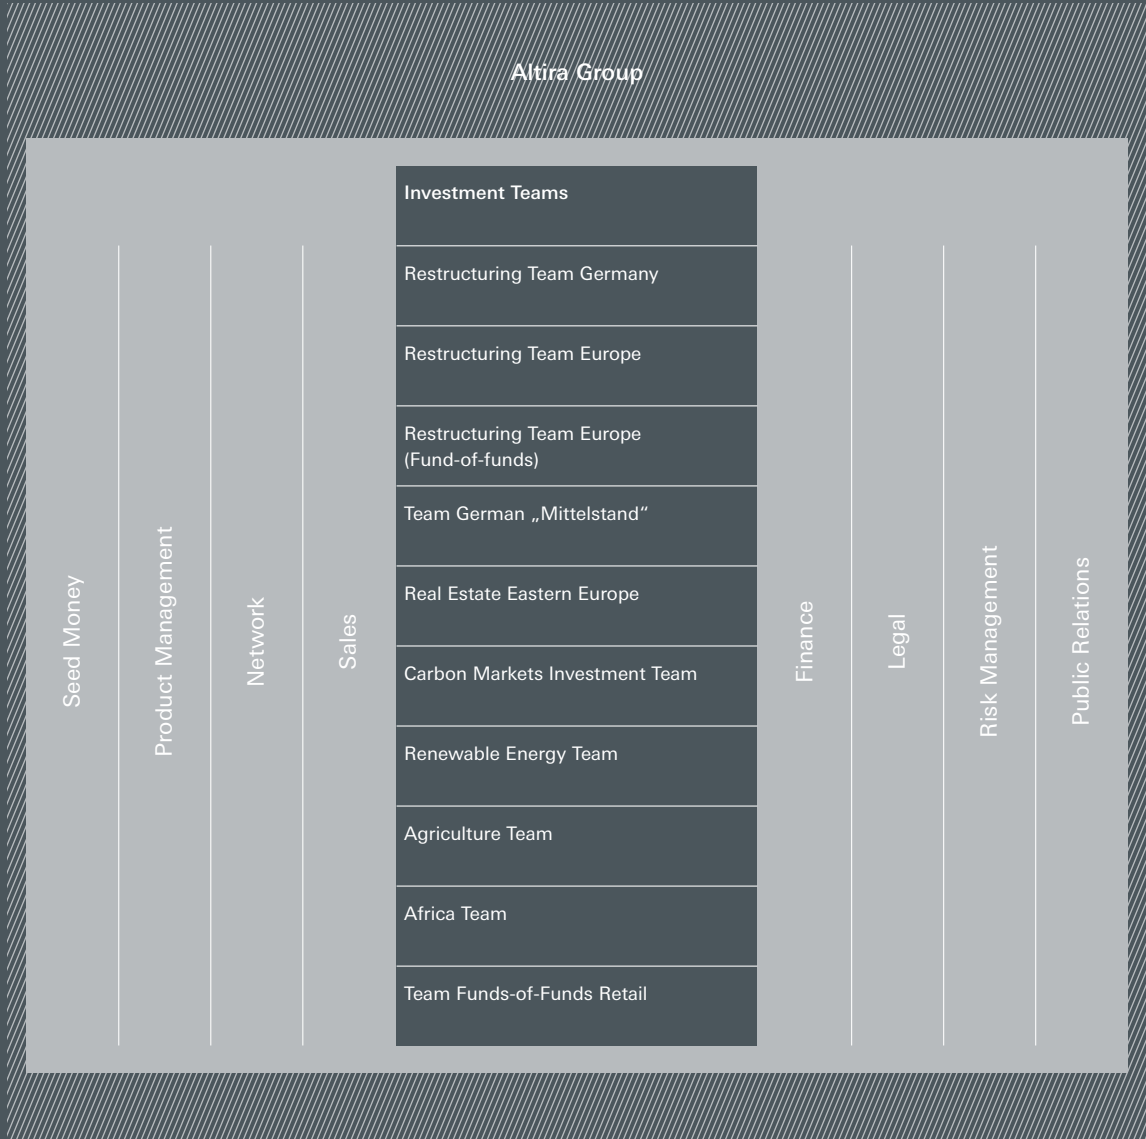 Altira Group
Investment Teams
Restructuring Team Germany
Restructuring Team Europe
Restructuring Team Europe
(Fund-of-funds)
Team German „Mittelstand“
Real Estate Eastern Europe
Carbon Markets Investment Team
Renewable Energy Team
Agriculture Team
Africa Team
Team Funds-of-Funds Retail
Seed Money
Product Management
Network
Sales
Finance
Legal
Risk Management
Public Relations